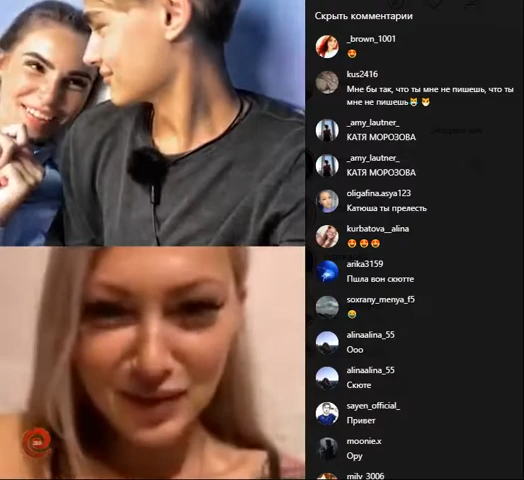 Скрыть комментарии
_brown_1001
😍
kus2416
Мне бы так, что ты мне не пишешь, что ты
мне не пишешь😹😼
_amy_lautner_
КАТЯ МОРОЗОВА
_amy_lautner_
КАТЯ МОРОЗОВА
oligafina.asya123
Катюша ты прелесть
kurbatova__alina
😍😍😍
arika3159
Пшла вон скютте
soxrany_menya_f5
😂
alinaalina_55
Ооо
alinaalina_55
Скюте
sayen_official_
Привет
moonie.x
Ору
mily_3006